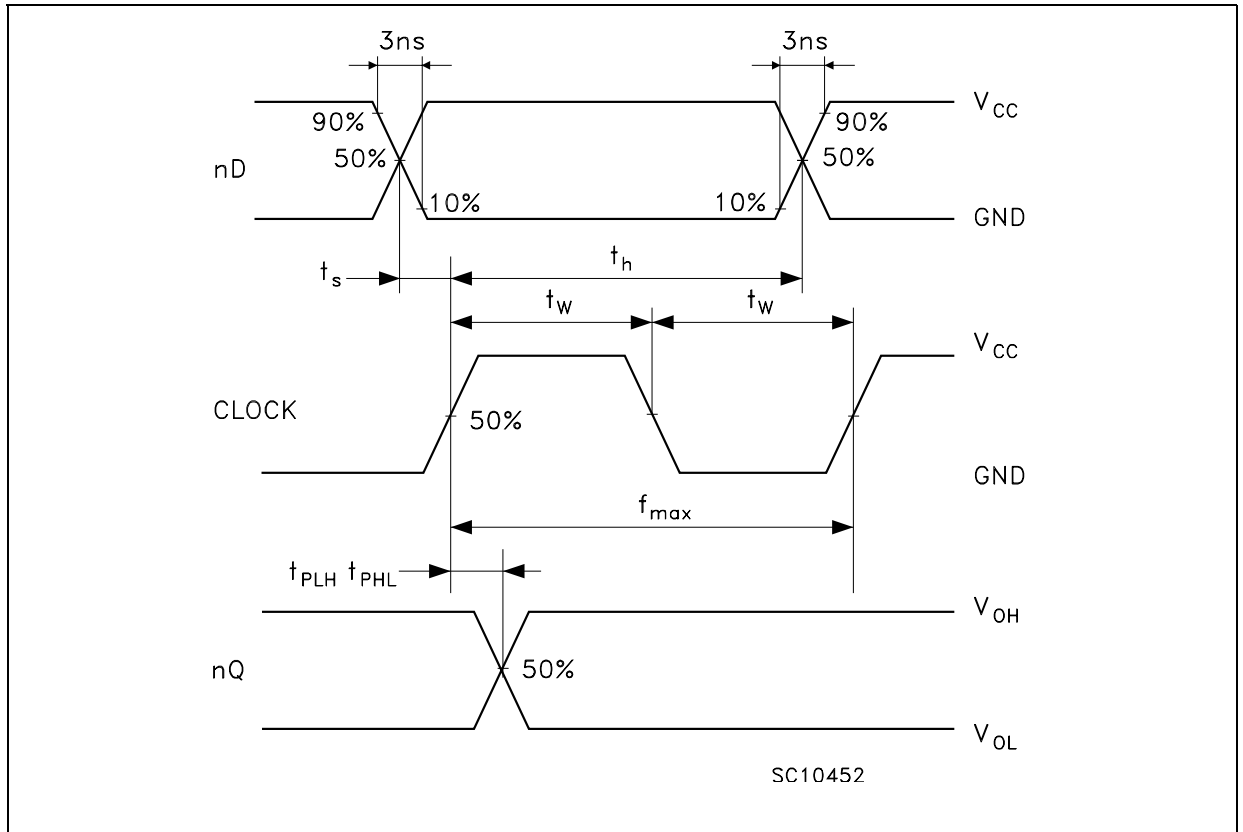 3ns 3ns
V_CC
90% 90%
nD 50% 50%
10% 10%
GND
t_s t_h
t_W t_W
V_CC
CLOCK 50%
GND
f_max
t_PLH t_PHL
V_OH
nQ 50%
V_OL
SC10452